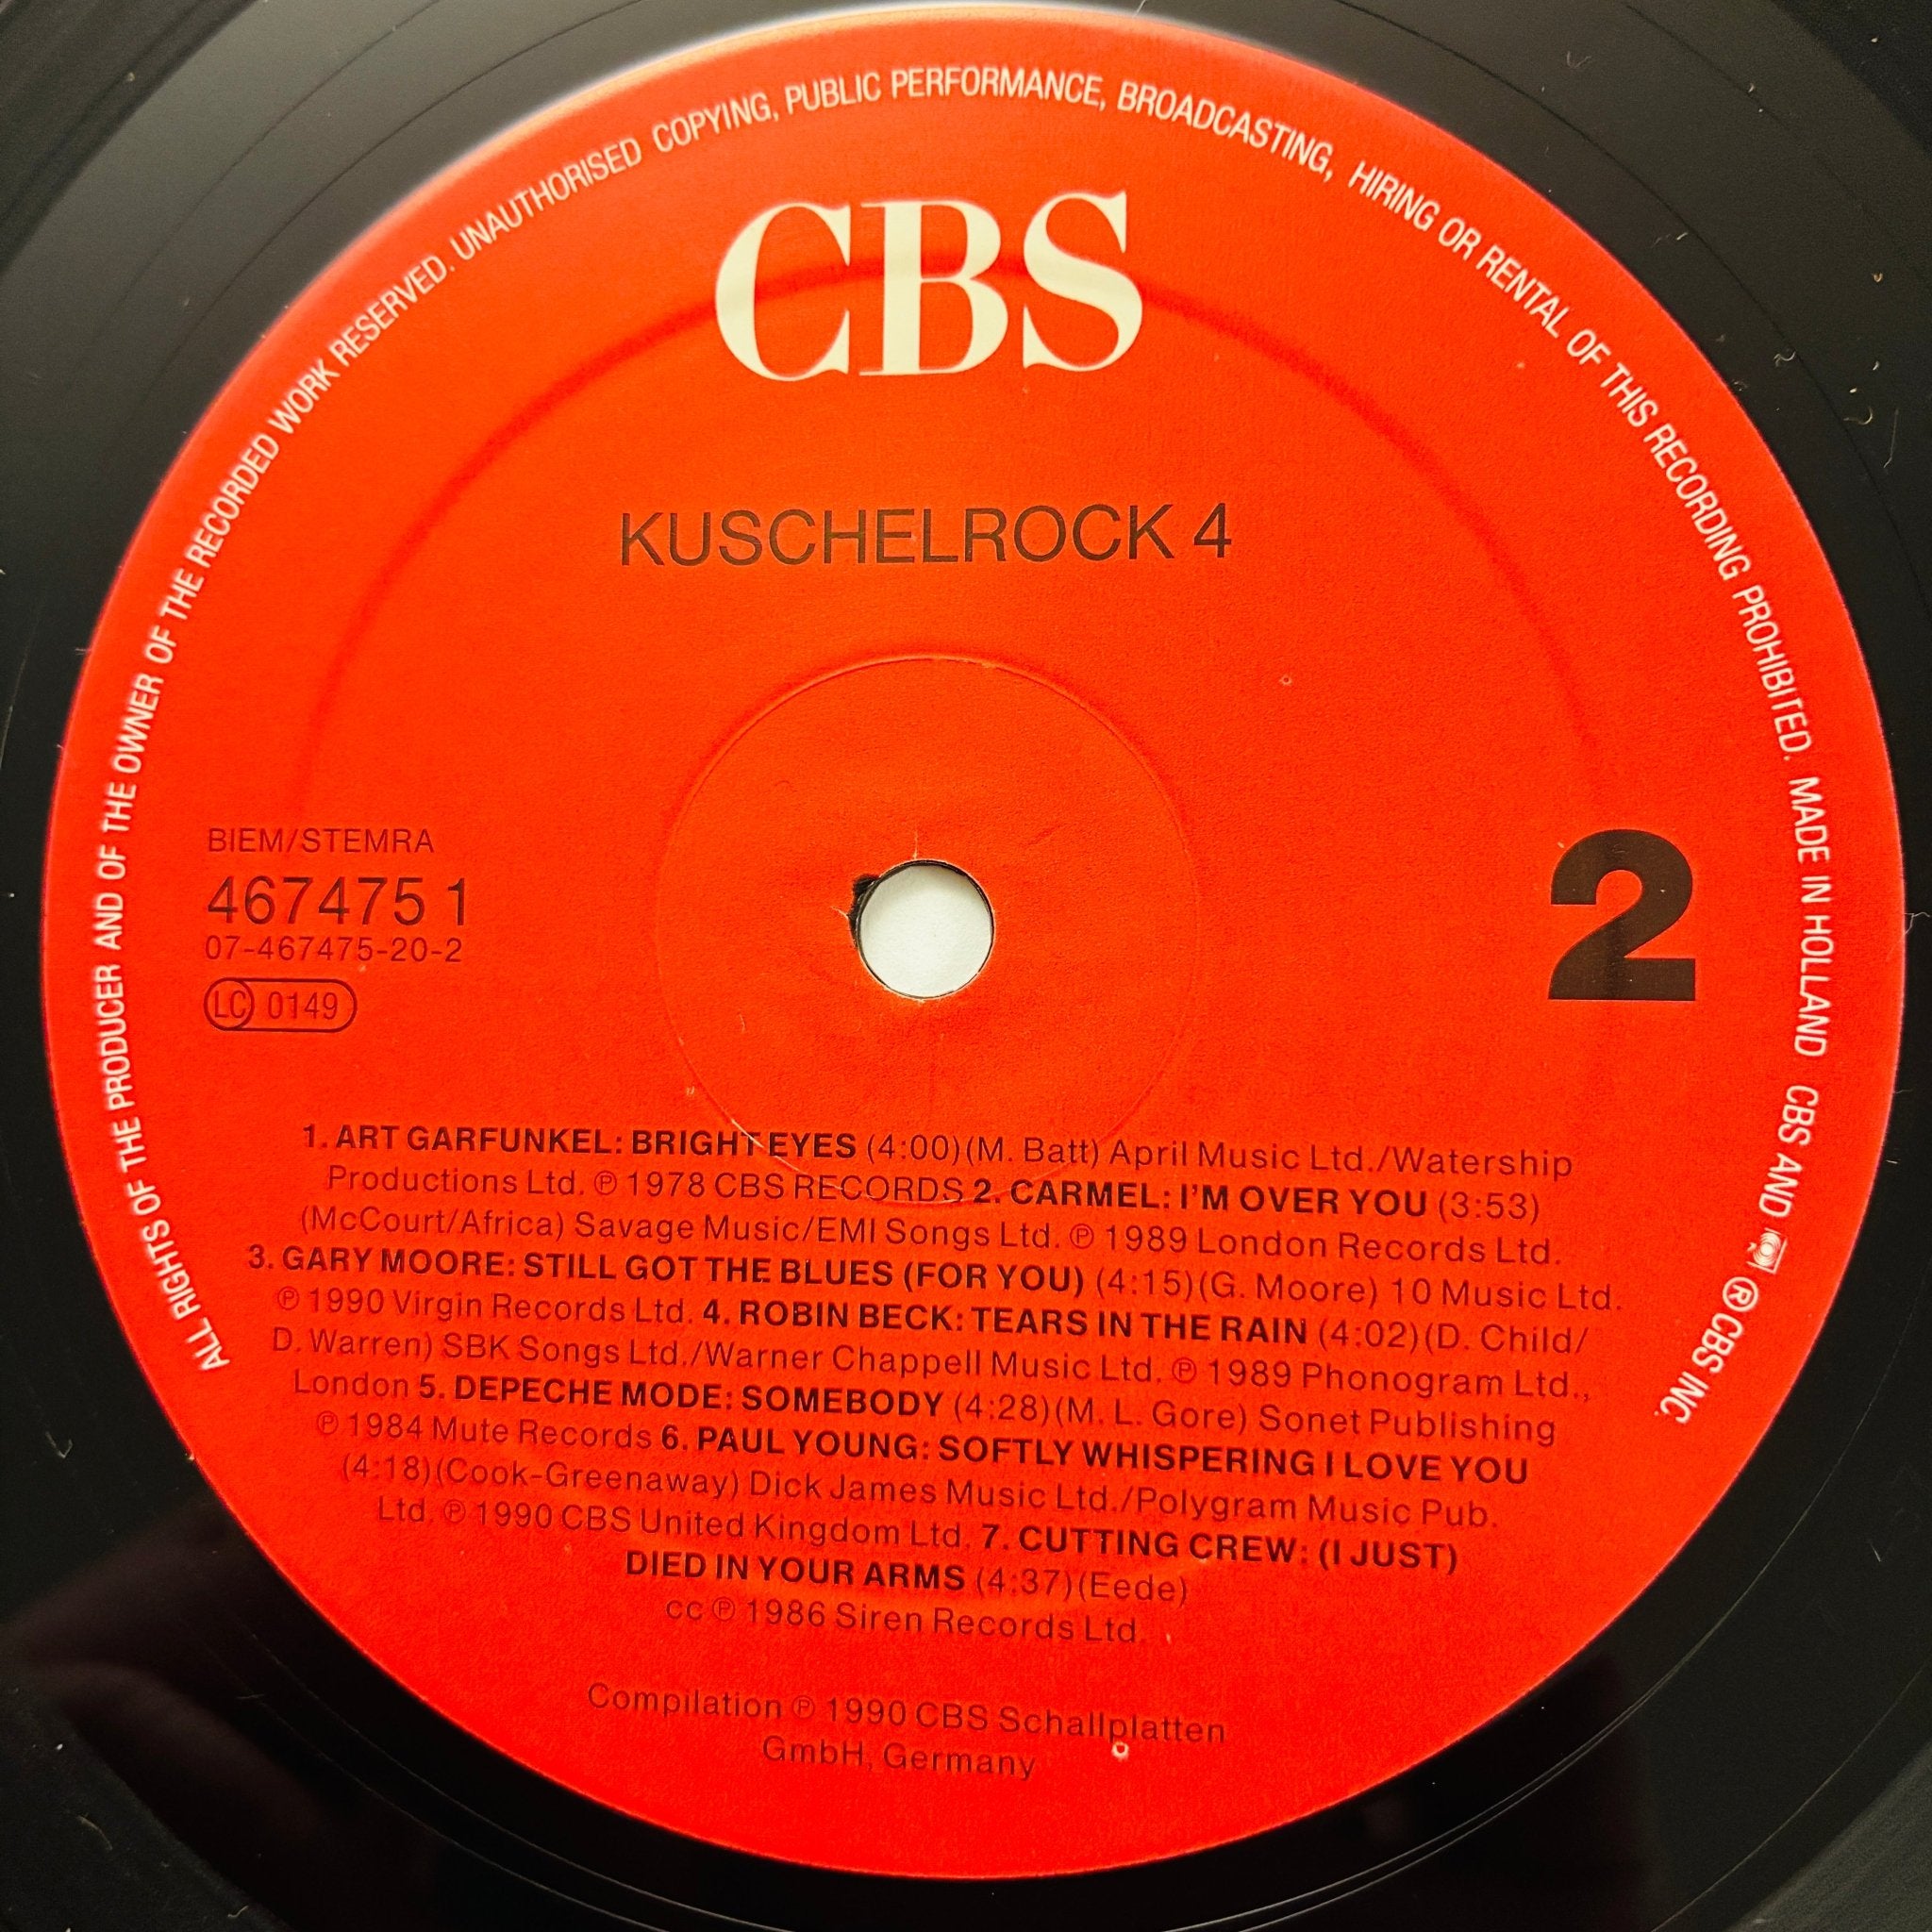 ALL RIGHTS OF THE PRODUCER AND OF THE OWNER OF THE RECORDED WORK RESERVED. UNAUTHORISED COPYING, PUBLIC PERFORMANCE, BROADCASTING, HIRING OR RENTAL OF THIS RECORDING PROHIBITED. MADE IN HOLLAND CBS AND ® CBS INC.
CBS
KUSCHELROCK 4
BIEM/STEMRA
467475 1
07-467475-20-2
LC 0149
2
1. ART GARFUNKEL: BRIGHT EYES (4:00)(M. Batt) April Music Ltd./Watership
Productions Ltd. ℗ 1978 CBS RECORDS 2. CARMEL: I'M OVER YOU (3:53)
(McCourt/Africa) Savage Music/EMI Songs Ltd. ℗ 1989 London Records Ltd.
3. GARY MOORE: STILL GOT THE BLUES (FOR YOU) (4:15)(G. Moore) 10 Music Ltd.
℗ 1990 Virgin Records Ltd. 4. ROBIN BECK: TEARS IN THE RAIN (4:02)(D. Child/
D. Warren) SBK Songs Ltd./Warner Chappell Music Ltd. ℗ 1989 Phonogram Ltd.,
London 5. DEPECHE MODE: SOMEBODY (4:28)(M. L. Gore) Sonet Publishing
℗ 1984 Mute Records 6. PAUL YOUNG: SOFTLY WHISPERING I LOVE YOU
(4:18)(Cook-Greenaway) Dick James Music Ltd./Polygram Music Pub.
Ltd. ℗ 1990 CBS United Kingdom Ltd. 7. CUTTING CREW: (I JUST)
DIED IN YOUR ARMS (4:37)(Eede)
cc ℗ 1986 Siren Records Ltd.
Compilation ℗ 1990 CBS Schallplatten
GmbH, Germany